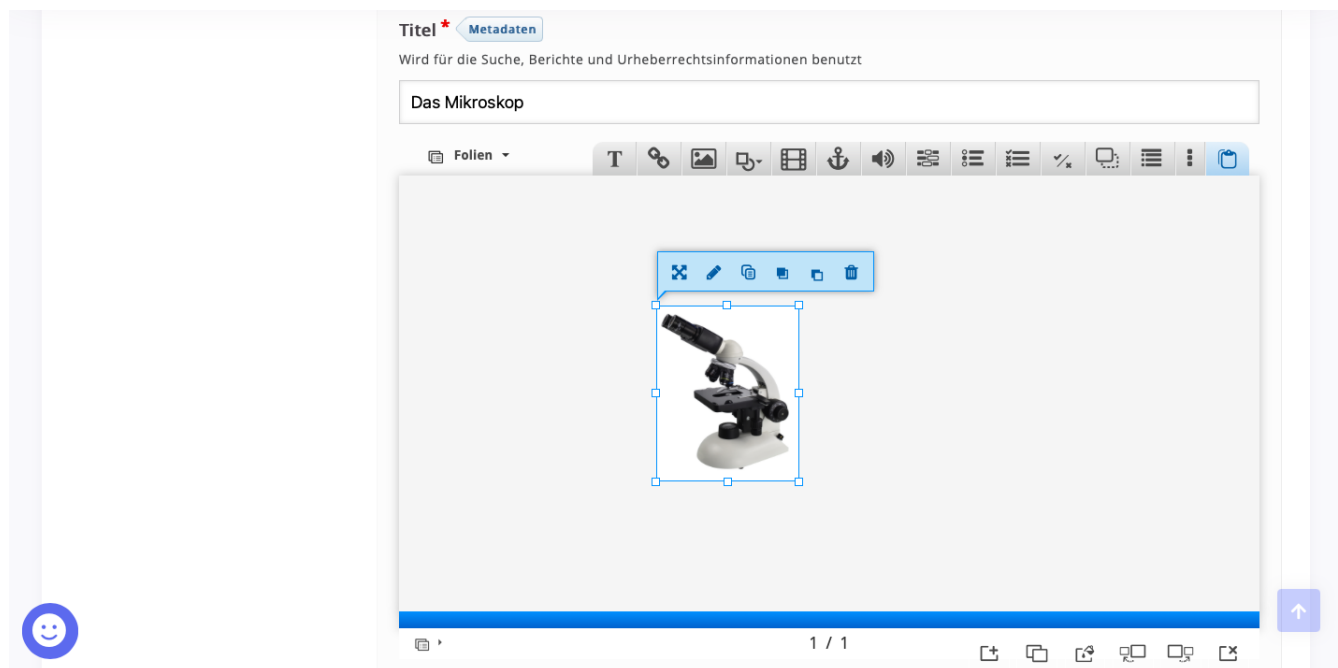 Titel *
Metadaten
Wird für die Suche, Berichte und Urheberrechtsinformationen benutzt
Das Mikroskop
Folien
T
1 / 1